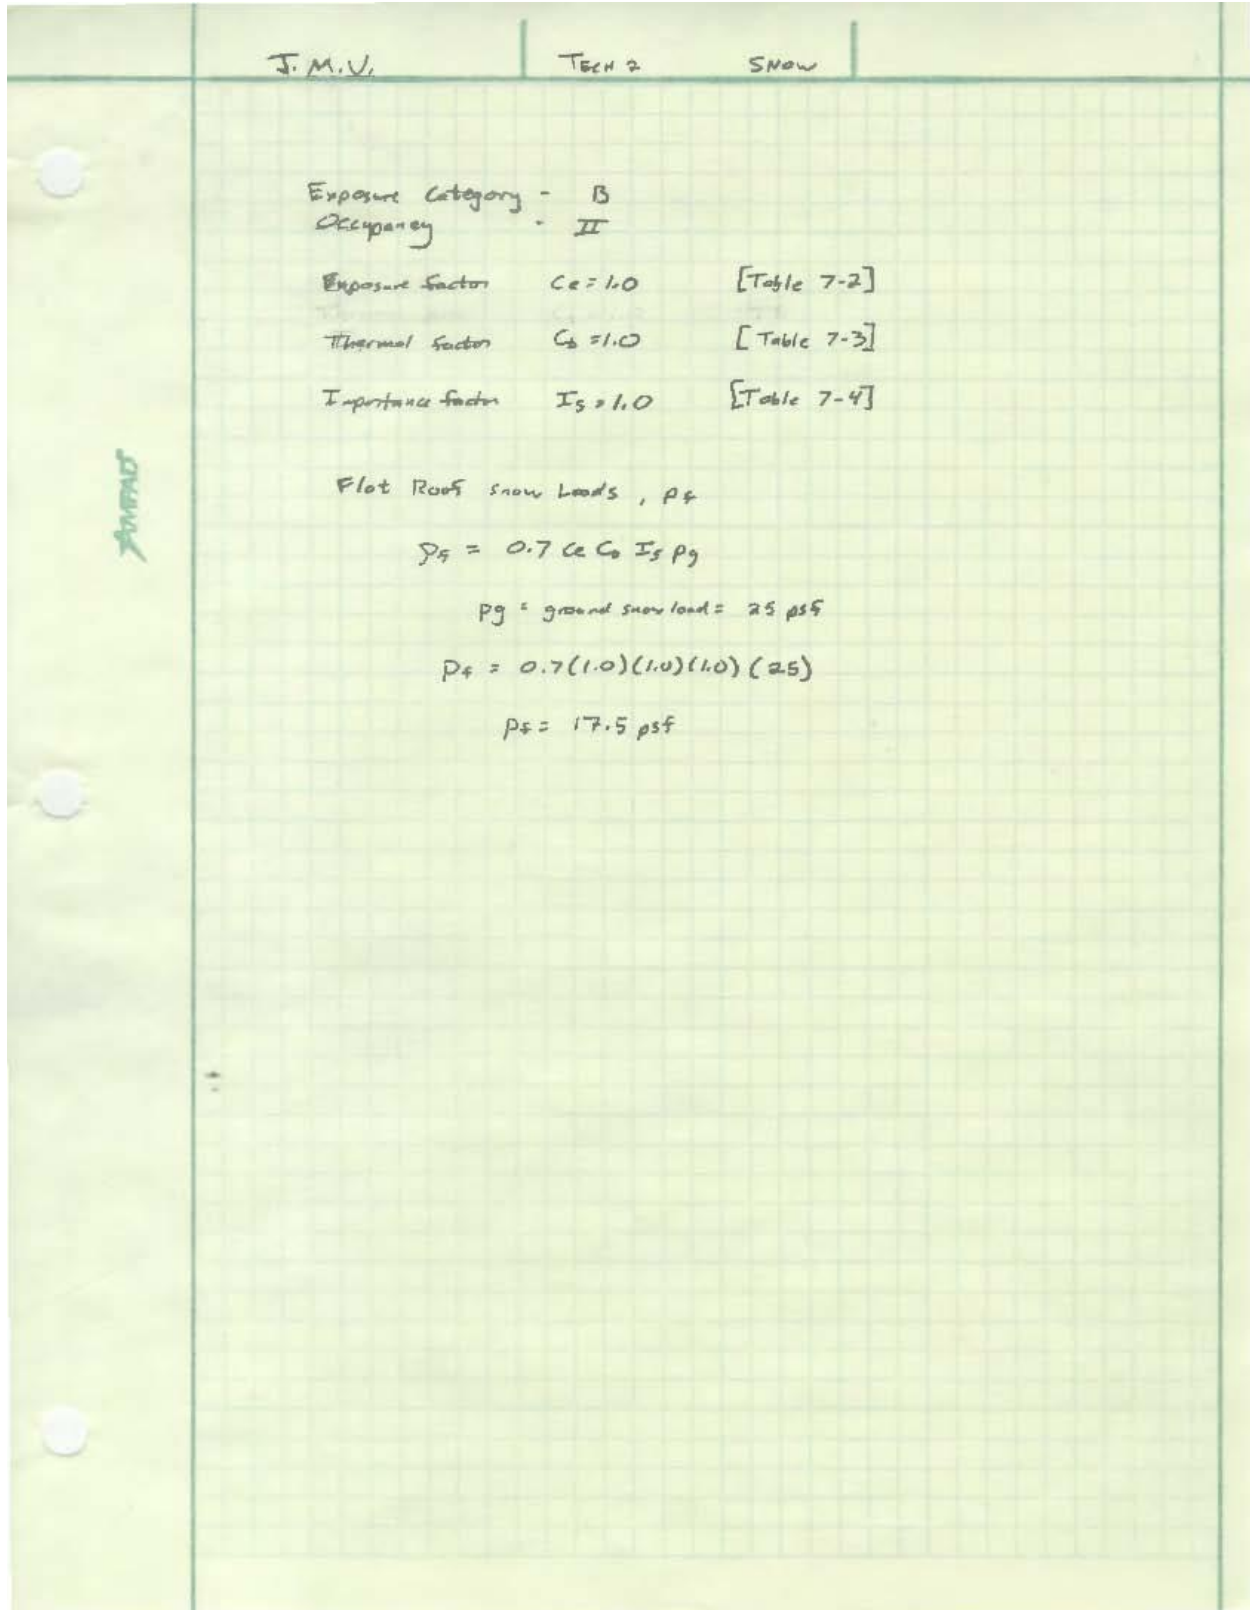 J.M.V. TECH 2 SNOW
Exposure Category - B
Occupancy - II
Exposure factor Ce = 1.0 [Table 7-2]
Thermal factor Ct = 1.0 [Table 7-3]
Importance factor Is = 1.0 [Table 7-4]
AMPAD
Flat Roof snow Loads, pf
pf = 0.7 Ce Ct Is pg
pg = ground snow load = 25 psf
pf = 0.7(1.0)(1.0)(1.0)(25)
pf = 17.5 psf